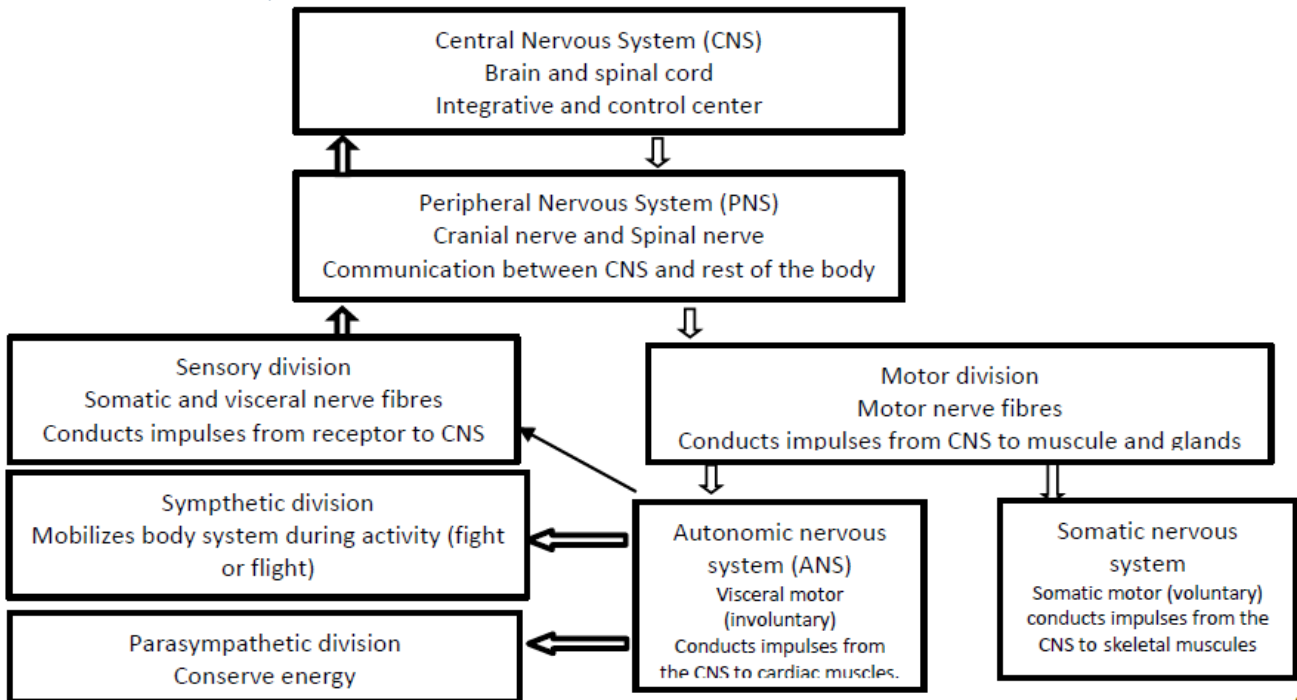 Central Nervous System (CNS)
Brain and spinal cord
Integrative and control center
Peripheral Nervous System (PNS)
Cranial nerve and Spinal nerve
Communication between CNS and rest of the body
Sensory division
Somatic and visceral nerve fibres
Conducts impulses from receptor to CNS
Motor division
Motor nerve fibres
Conducts impulses from CNS to muscule and glands
Sympthetic division
Mobilizes body system during activity (fight
or flight)
Parasympathetic division
Conserve energy
Autonomic nervous
system (ANS)
Visceral motor
(involuntary)
Conducts impulses from
the CNS to cardiac muscles.
Somatic nervous
system
Somatic motor (voluntary)
conducts impulses from the
CNS to skeletal muscules